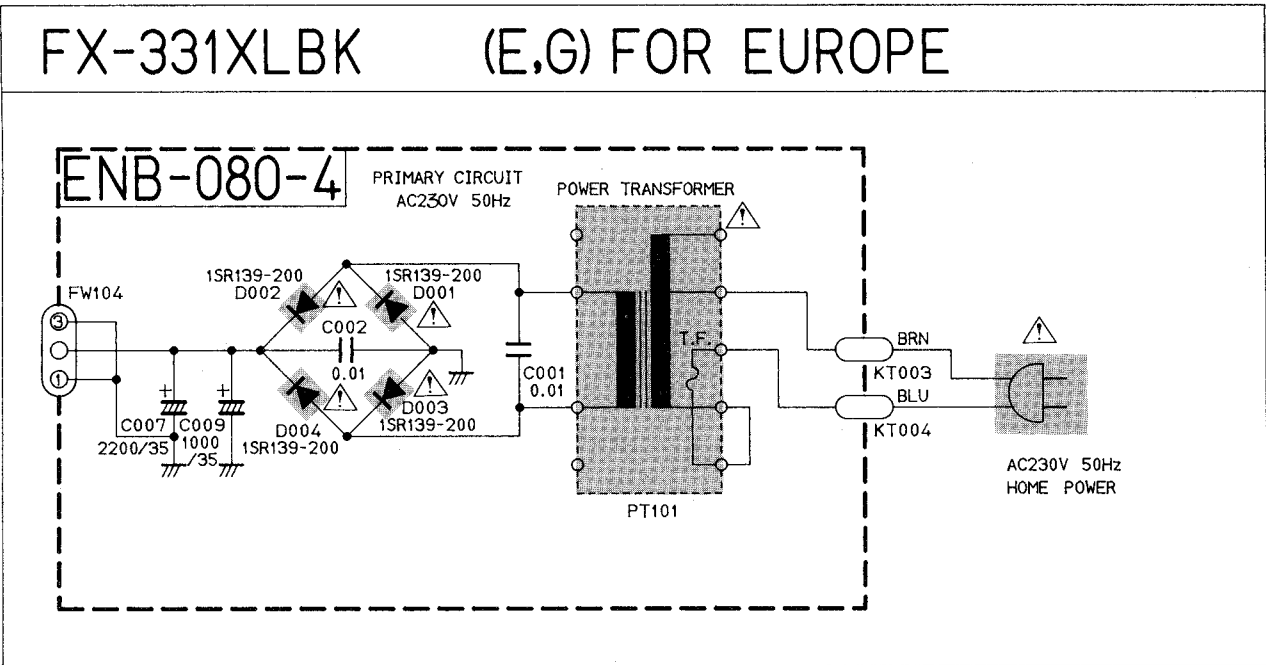 FX-331XLBK (E,G) FOR EUROPE
ENB-080-4
PRIMARY CIRCUIT
AC230V 50Hz
POWER TRANSFORMER
1SR139-200
D002
1SR139-200
D001
FW104
3
1
C002
0.01
C001
0.01
T.F.
BRN
KT003
BLU
KT004
C007
2200/35
C009
1000
/35
D004
1SR139-200
D003
1SR139-200
PT101
AC230V 50Hz
HOME POWER